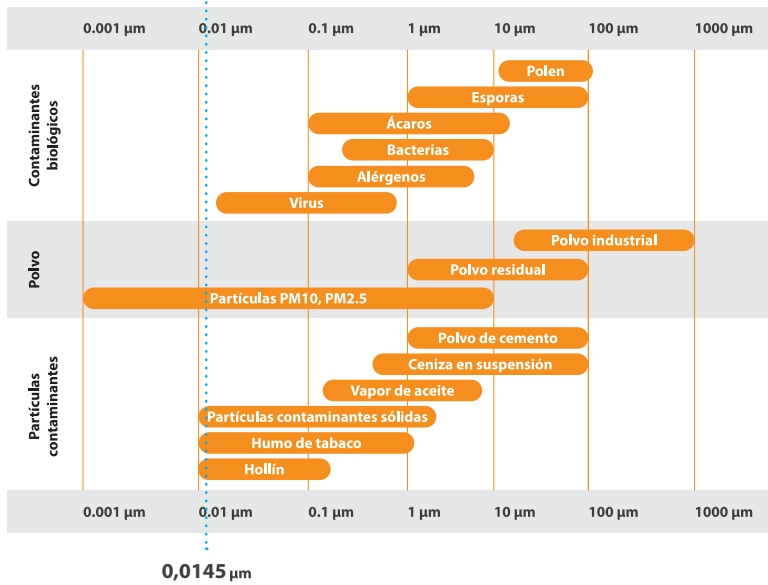 0.001 µm 0.01 µm 0.1 µm 1 µm 10 µm 100 µm 1000 µm
Contaminantes
biológicos
Polen
Esporas
Ácaros
Bacterias
Alérgenos
Virus
Polvo
Polvo industrial
Polvo residual
Partículas PM10, PM2.5
Partículas
contaminantes
Polvo de cemento
Ceniza en suspensión
Vapor de aceite
Partículas contaminantes sólidas
Humo de tabaco
Hollín
0.001 µm 0.01 µm 0.1 µm 1 µm 10 µm 100 µm 1000 µm
0,0145 µm